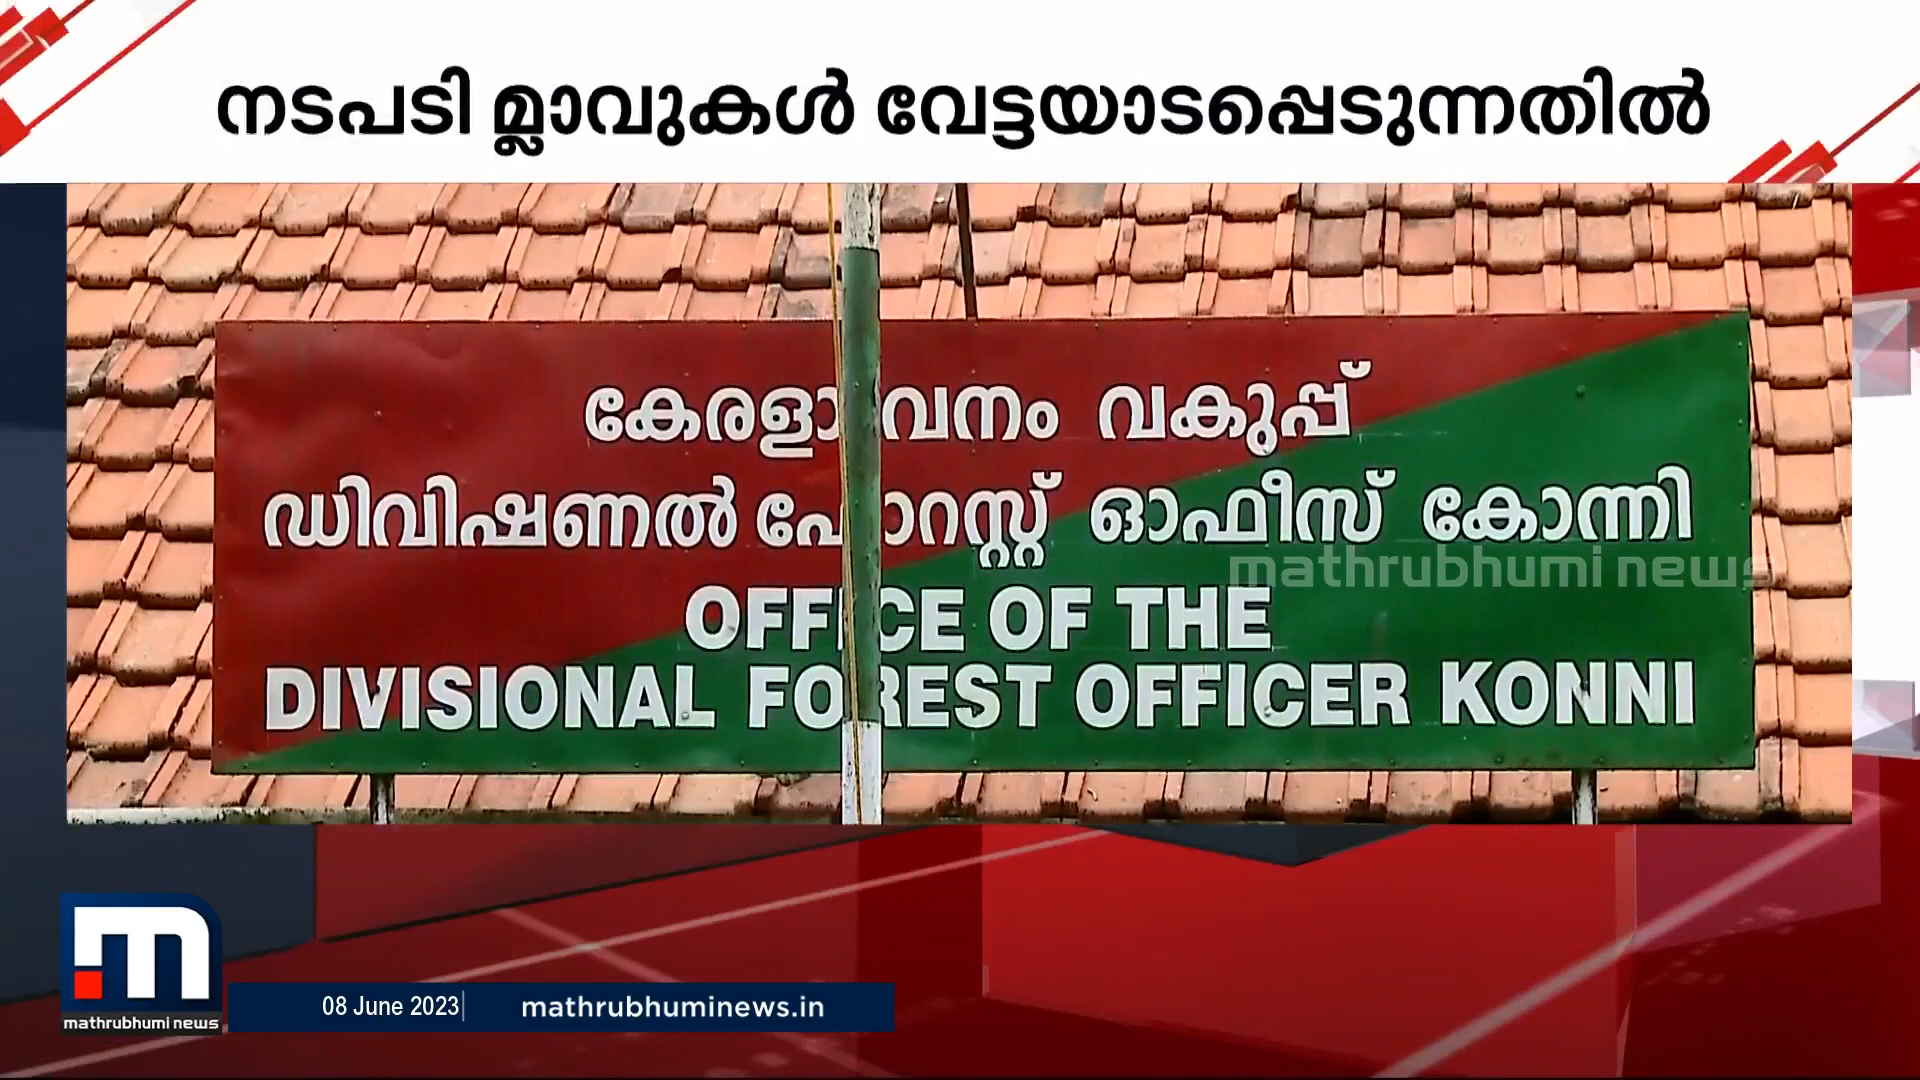 നടപടി മ്ലാവുകൾ വേട്ടയാടപ്പെടുന്നതിൽ
കേരളാ വനം വകുപ്പ്
ഡിവിഷണൽ ഫോറസ്റ്റ് ഓഫീസ് കോന്നി
mathrubhumi news
OFFICE OF THE
DIVISIONAL FOREST OFFICER KONNI
mathrubhumi news
08 June 2023
mathrubhuminews.in